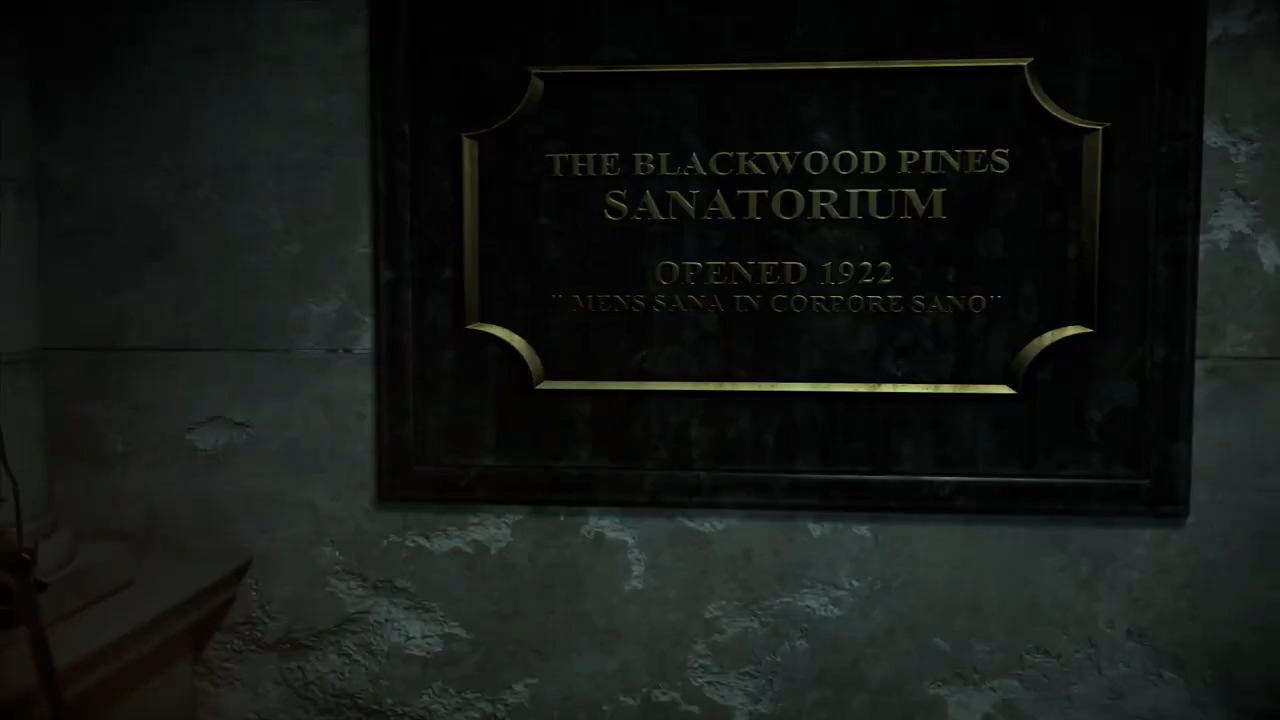 THE BLACKWOOD PINES
SANATORIUM
OPENED 1922
" MENS SANA IN CORPORE SANO"